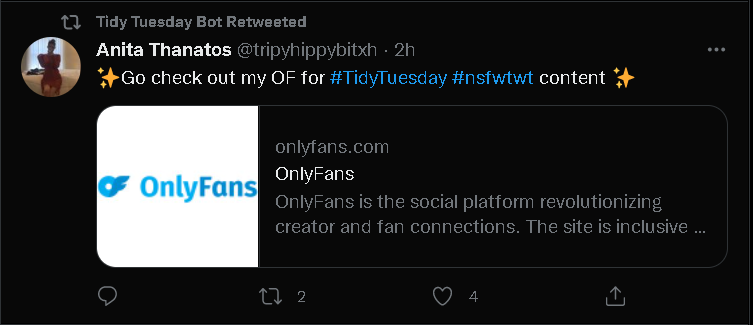 Tidy Tuesday Bot Retweeted
Anita Thanatos @tripyhippybitxh · 2h
✨Go check out my OF for #TidyTuesday #nsfwtwt content ✨
OnlyFans
onlyfans.com
OnlyFans
OnlyFans is the social platform revolutionizing
creator and fan connections. The site is inclusive ...
2
4